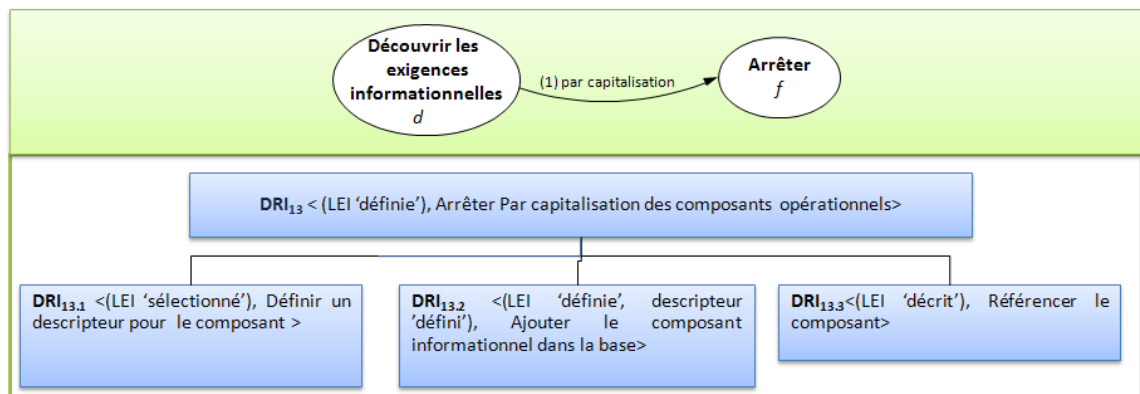 Découvrir les
exigences
informationnelles
d
(1) par capitalisation
Arrêter
f
DRI13 < (LEI ‘définie’), Arrêter Par capitalisation des composants opérationnels>
DRI13.1 <(LEI ‘sélectionné’), Définir un
descripteur pour le composant >
DRI13.2 <(LEI ‘définie’, descripteur
’défini’), Ajouter le composant
informationnel dans la base>
DRI13.3<(LEI ‘décrit’), Référencer le
composant>